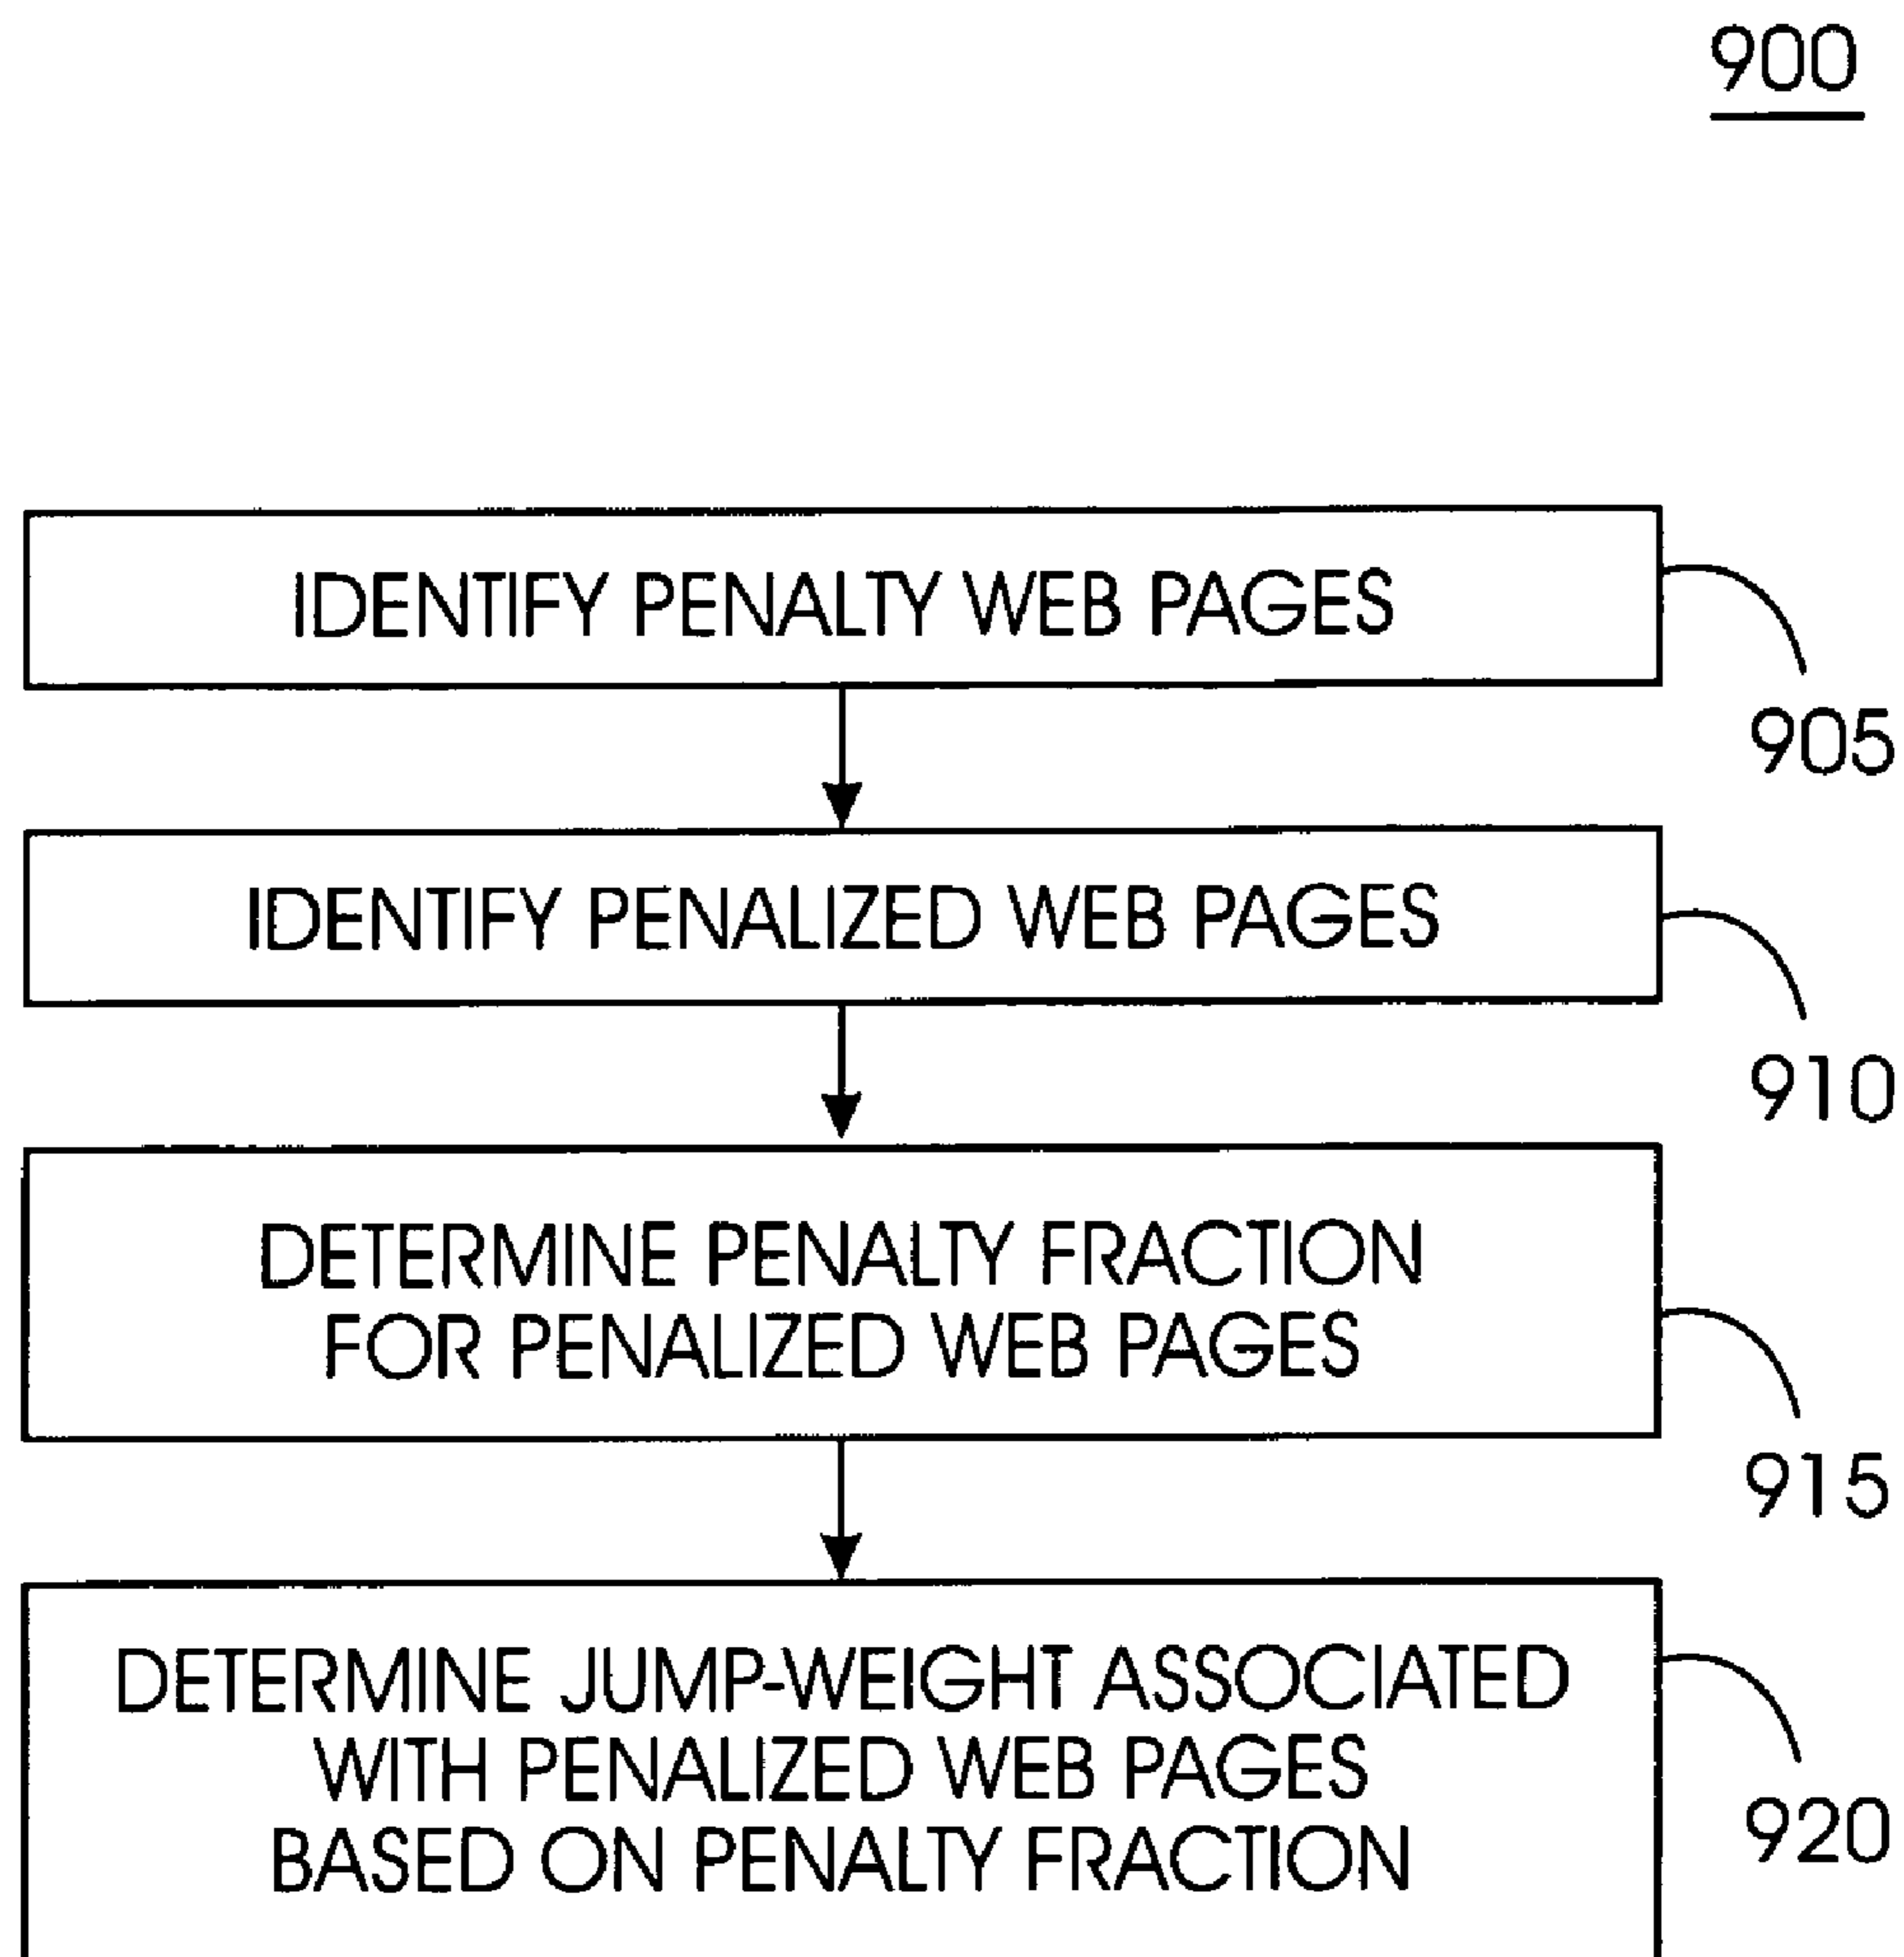 900
IDENTIFY PENALTY WEB PAGES
905
IDENTIFY PENALIZED WEB PAGES
910
DETERMINE PENALTY FRACTION
FOR PENALIZED WEB PAGES
915
DETERMINE JUMP-WEIGHT ASSOCIATED
WITH PENALIZED WEB PAGES
BASED ON PENALTY FRACTION
920